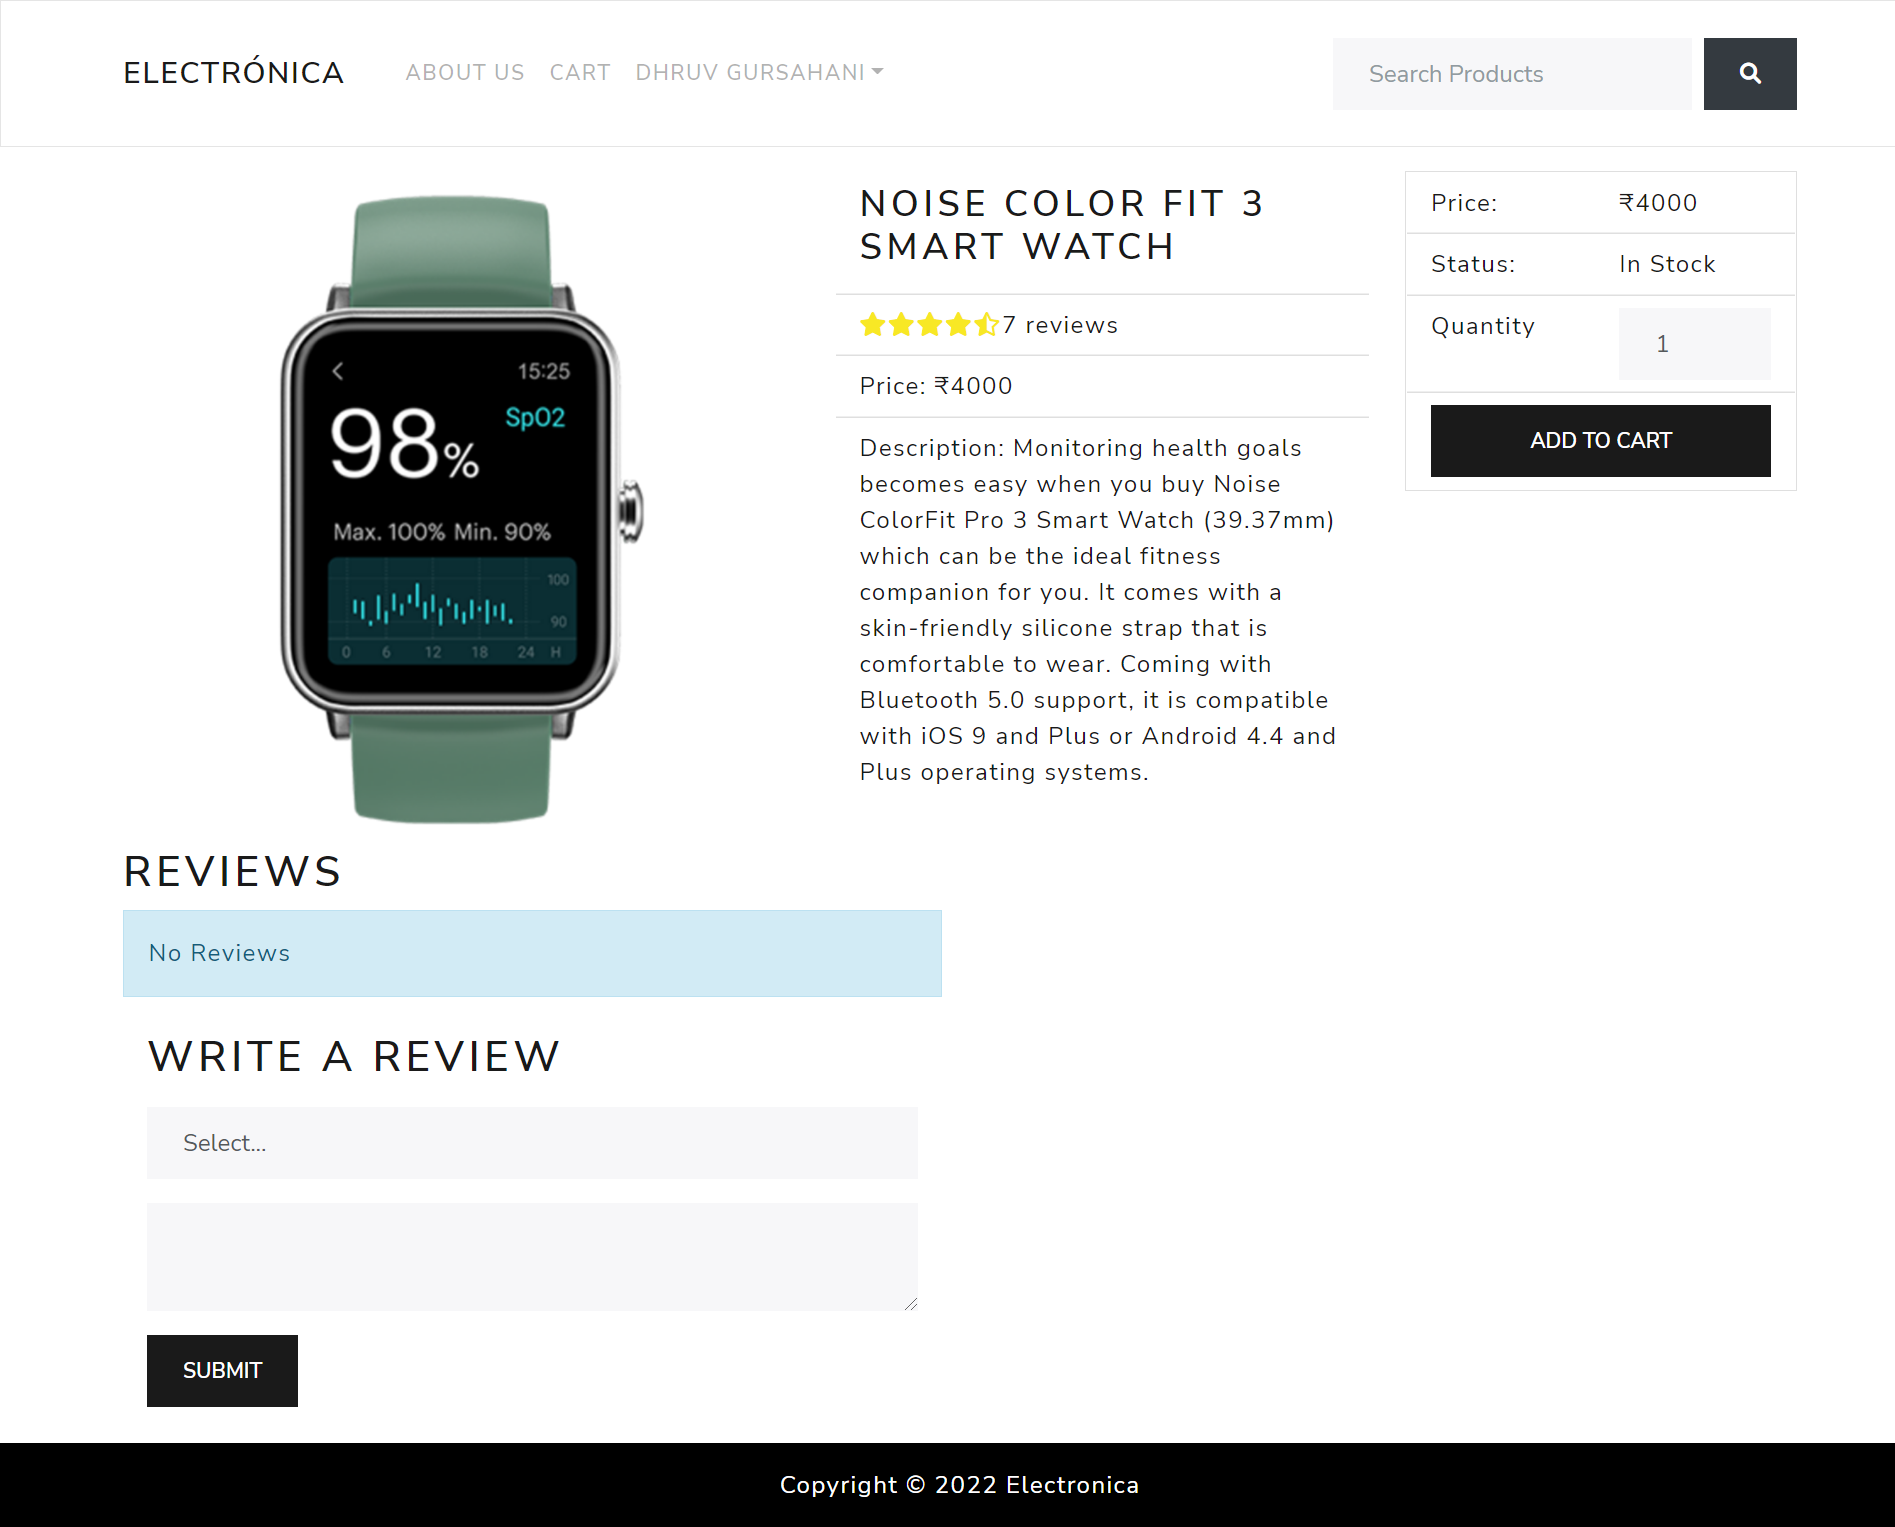 ELECTRÓNICA
ABOUT US
CART
DHRUV GURSAHANI
Search Products
15:25
SpO2
98%
Max. 100% Min. 90%
100
90
0 6 12 18 24 H
NOISE COLOR FIT 3
SMART WATCH
7 reviews
Price: ₹4000
Description: Monitoring health goals
becomes easy when you buy Noise
ColorFit Pro 3 Smart Watch (39.37mm)
which can be the ideal fitness
companion for you. It comes with a
skin-friendly silicone strap that is
comfortable to wear. Coming with
Bluetooth 5.0 support, it is compatible
with iOS 9 and Plus or Android 4.4 and
Plus operating systems.
Price: ₹4000
Status: In Stock
Quantity 1
ADD TO CART
REVIEWS
No Reviews
WRITE A REVIEW
Select...
SUBMIT
Copyright © 2022 Electronica